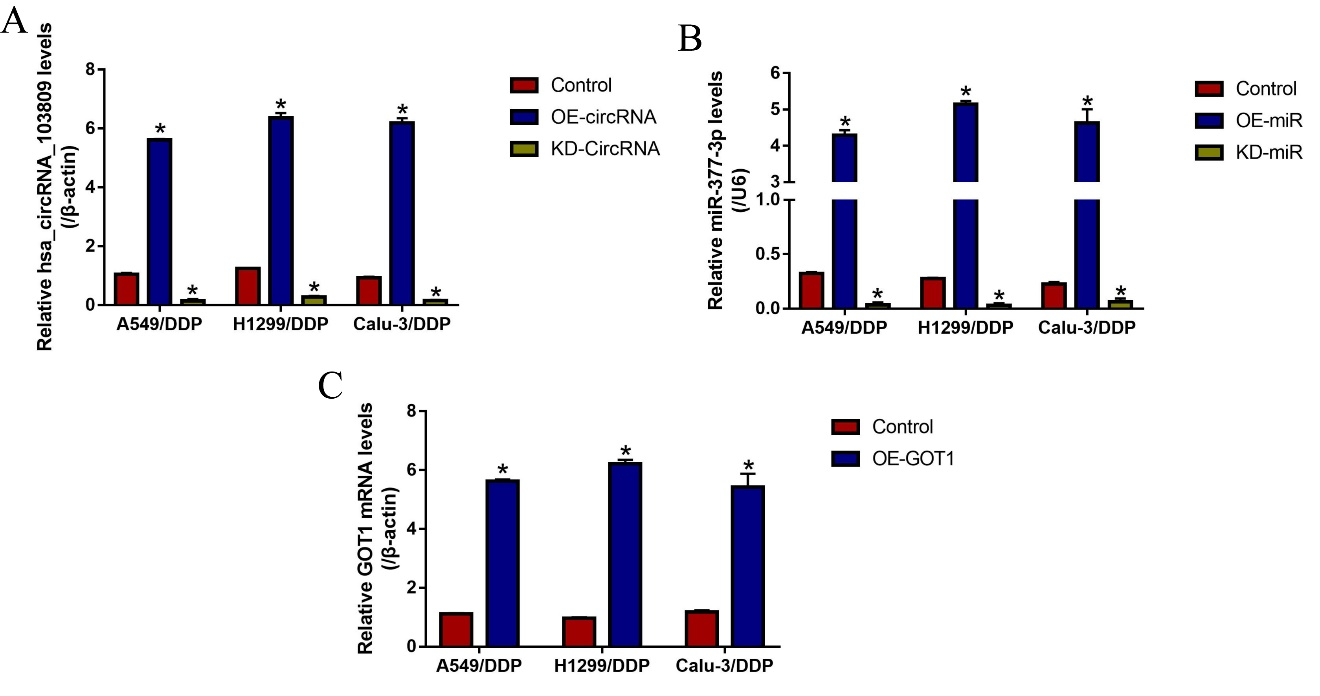 A
Relative hsa_circRNA_103809 levels
(/β-actin)
8
6
4
2
0
*
*
*
*
*
*
A549/DDP
H1299/DDP
Calu-3/DDP
Control
OE-circRNA
KD-CircRNA
B
Relative miR-377-3p levels
(/U6)
6
5
4
3
1.0
0.5
0.0
*
*
*
*
*
*
A549/DDP
H1299/DDP
Calu-3/DDP
Control
OE-miR
KD-miR
C
Relative GOT1 mRNA levels
(/β-actin)
8
6
4
2
0
*
*
*
A549/DDP
H1299/DDP
Calu-3/DDP
Control
OE-GOT1